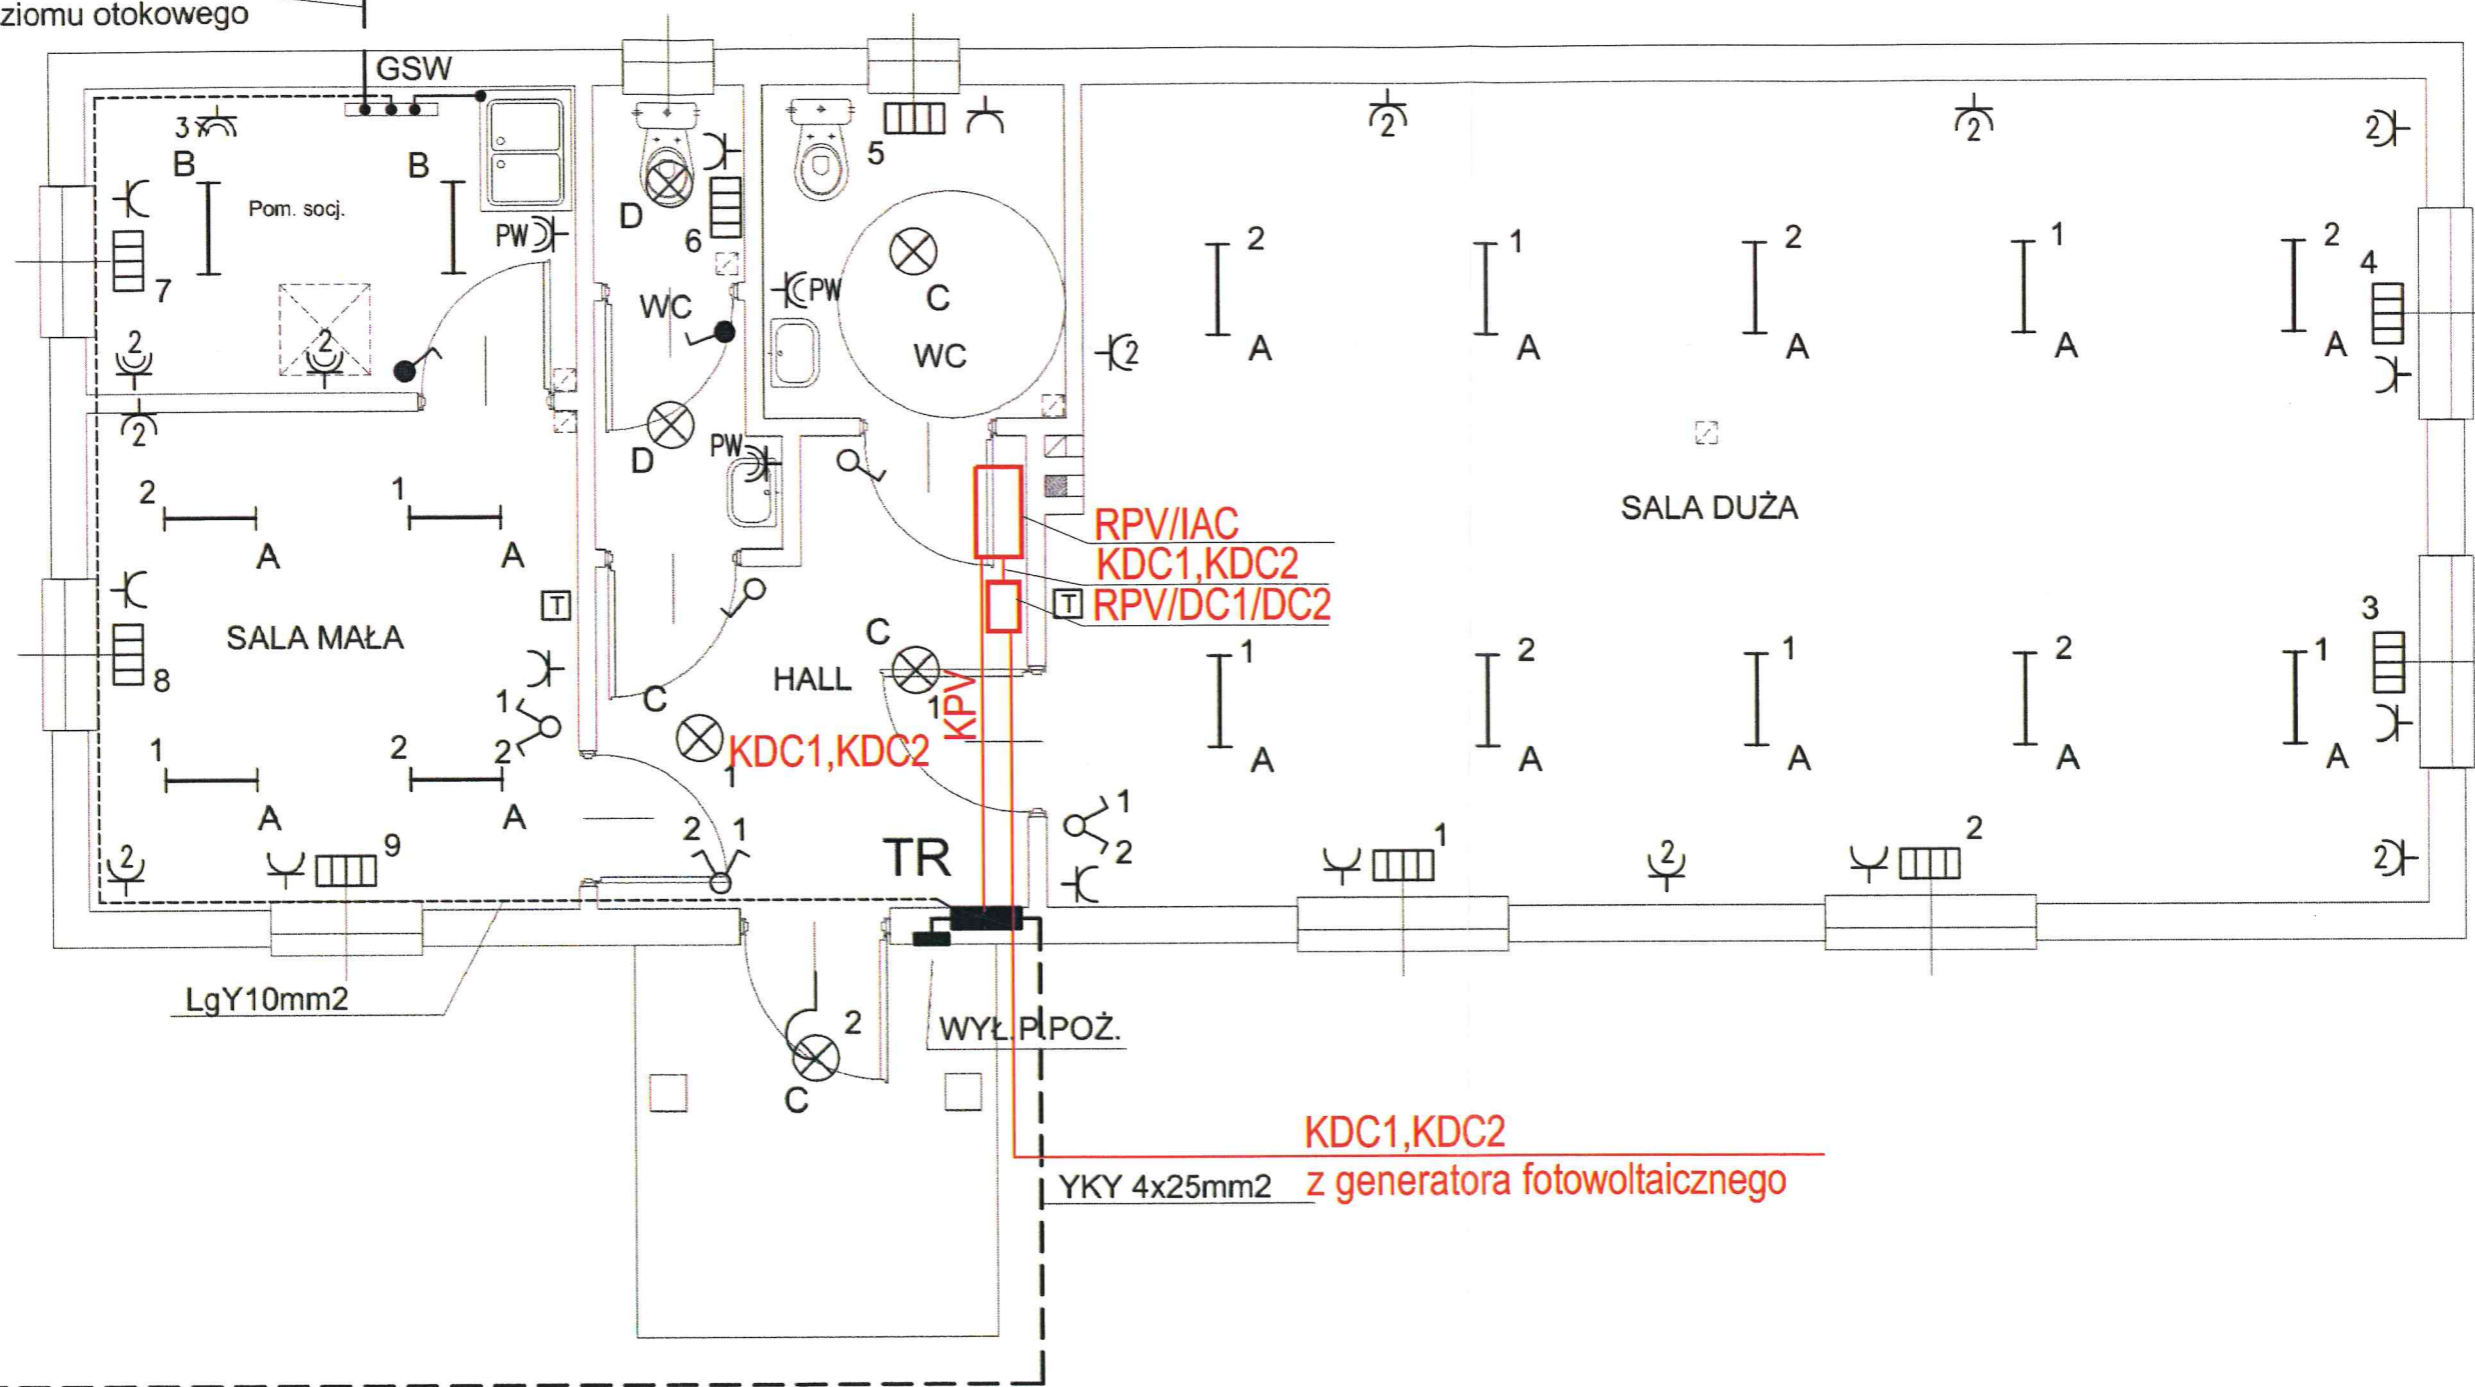 ziomu otokowego
GSW
3x
B
B
Pom. socj.
PW
7
2
2
2
D
6
WC
D
PW
5
PW
C
WC
2
2
2
2
2
A
1
A
2
A
1
A
2
A
4
SALA DUŻA
2
A
1
A
T
SALA MAŁA
8
1
2
1
A
2
A
2
9
C
HALL
C
1
1
KPV
KDC1,KDC2
RPV/IAC
KDC1,KDC2
T
RPV/DC1/DC2
1
A
2
A
1
A
2
A
1
A
3
2
1
TR
1
2
1
2
2
2
LgY10mm2
2
C
WYŁ.P.POŻ.
KDC1,KDC2
YKY 4x25mm2
z generatora fotowoltaicznego